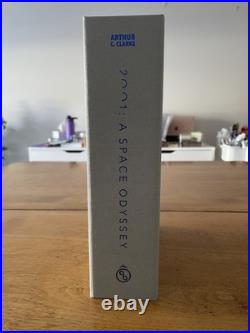 ARTHUR
C. CLARKE
2001: A SPACE ODYSSEY